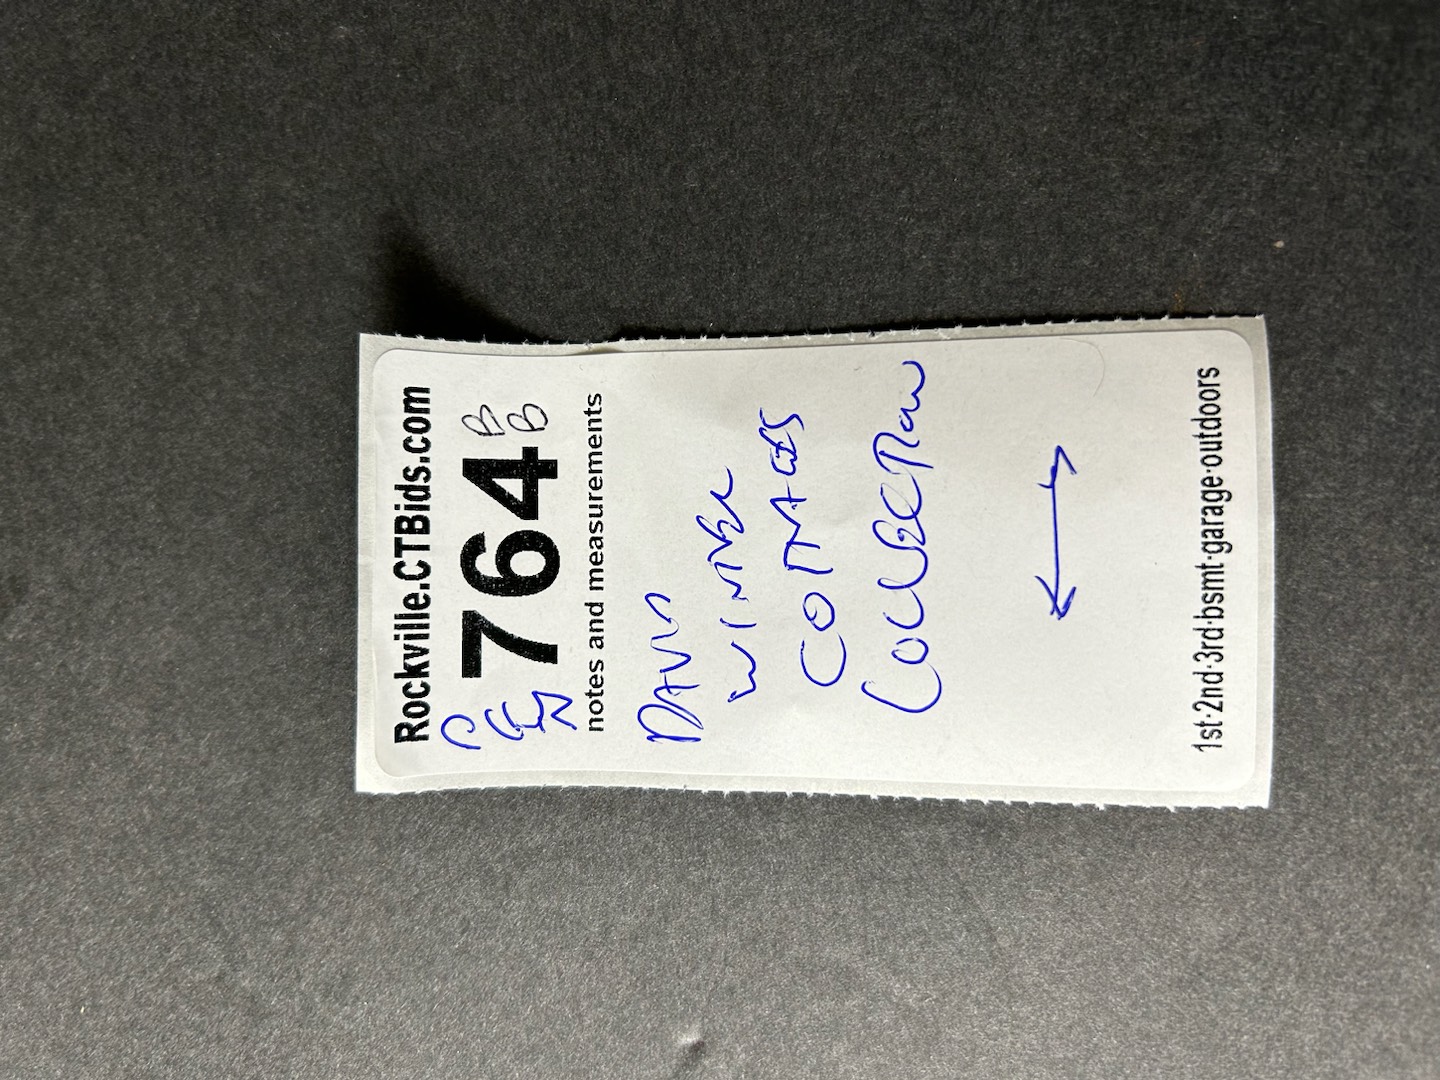 Rockville.CTBids.com
764 B B
notes and measurements
DAVID
WINTER
COTTAGES
COLLECTION
1st·2nd·3rd·bsmt·garage·outdoors